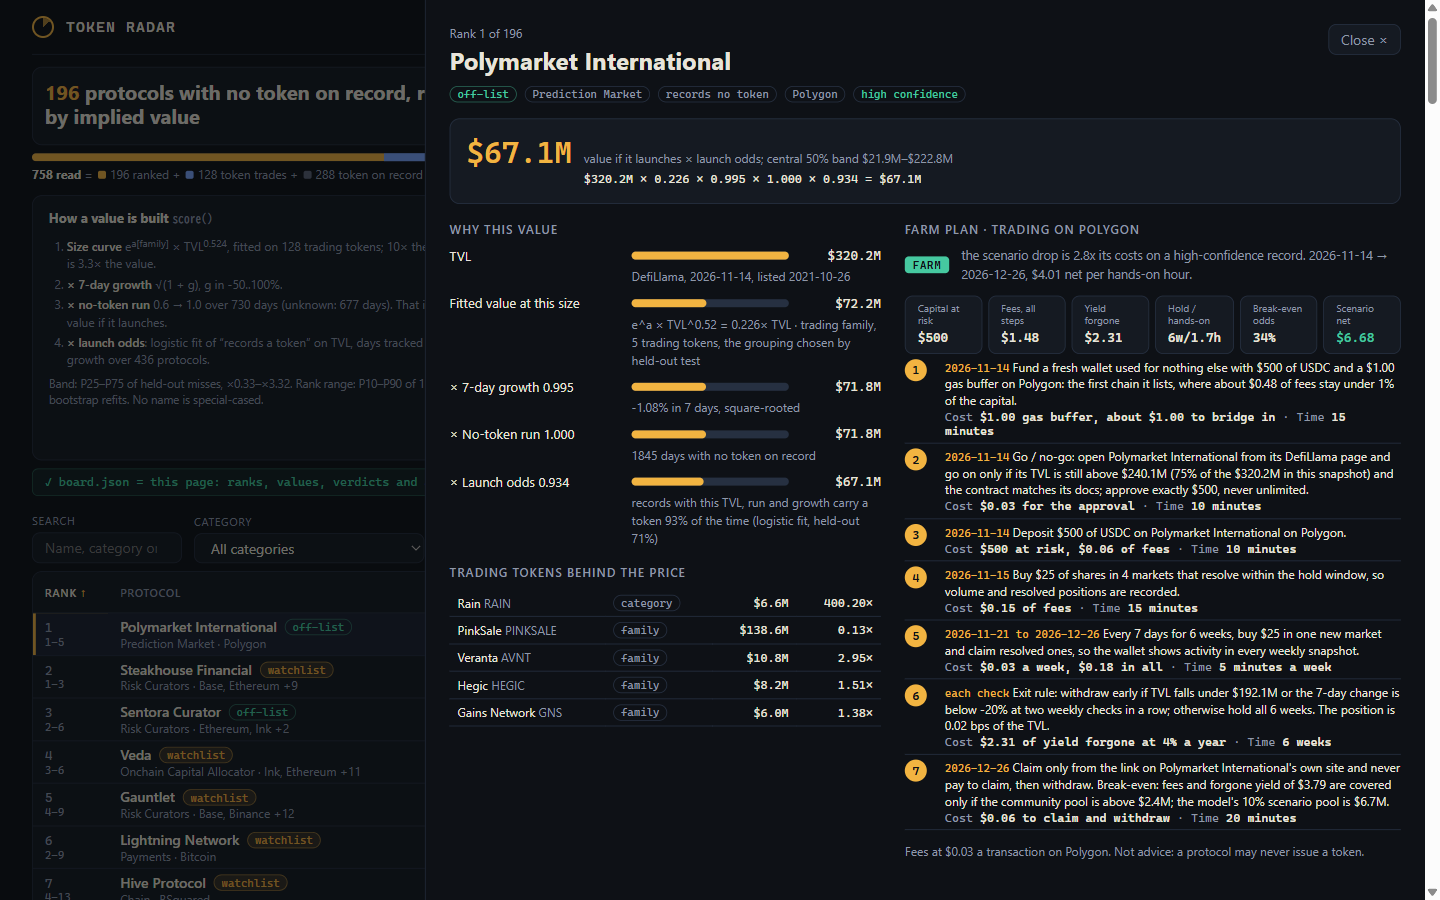 TOKEN RADAR
196 protocols with no token on record, r
by implied value
758 read = 196 ranked + 128 token trades + 288 token on record
How a value is built score()
1. Size curve e^a[family] × TVL^0.524, fitted on 128 trading tokens; 10× the
is 3.3× the value.
2. × 7-day growth √(1 + g), g in -50..100%.
3. × no-token run 0.6 → 1.0 over 730 days (unknown: 677 days). That i
value if it launches.
4. × launch odds: logistic fit of "records a token" on TVL, days tracked
growth over 436 protocols.
Band: P25–P75 of held-out misses, ×0.33–×3.32. Rank range: P10–P90 of 1
bootstrap refits. No name is special-cased.
✓ board.json = this page: ranks, values, verdicts and
SEARCH CATEGORY
Name, category or All categories
RANK ↑ PROTOCOL
1 Polymarket International off-list
1–5 Prediction Market · Polygon
2 Steakhouse Financial watchlist
1–3 Risk Curators · Base, Ethereum +9
3 Sentora Curator off-list
2–6 Risk Curators · Ethereum, Ink +2
4 Veda watchlist
3–6 Onchain Capital Allocator · Ink, Ethereum +11
5 Gauntlet watchlist
4–9 Risk Curators · Base, Binance +12
6 Lightning Network watchlist
2–9 Payments · Bitcoin
7 Hive Protocol watchlist
4–13 Chain · BSquared
Rank 1 of 196
Close ×
Polymarket International
off-list Prediction Market records no token Polygon high confidence
$67.1M value if it launches × launch odds; central 50% band $21.9M–$222.8M
$320.2M × 0.226 × 0.995 × 1.000 × 0.934 = $67.1M
WHY THIS VALUE
TVL $320.2M
DefiLlama, 2026-11-14, listed 2021-10-26
Fitted value at this size $72.2M
e^a × TVL^0.52 = 0.226× TVL · trading family,
5 trading tokens, the grouping chosen by
held-out test
× 7-day growth 0.995 $71.8M
-1.08% in 7 days, square-rooted
× No-token run 1.000 $71.8M
1845 days with no token on record
× Launch odds 0.934 $67.1M
records with this TVL, run and growth carry a
token 93% of the time (logistic fit, held-out
71%)
TRADING TOKENS BEHIND THE PRICE
Rain RAIN category $6.6M 400.20×
PinkSale PINKSALE family $138.6M 0.13×
Veranta AVNT family $10.8M 2.95×
Hegic HEGIC family $8.2M 1.51×
Gains Network GNS family $6.0M 1.38×
FARM PLAN · TRADING ON POLYGON
FARM the scenario drop is 2.8x its costs on a high-confidence record. 2026-11-14 →
2026-12-26, $4.01 net per hands-on hour.
Capital at risk $500
Fees, all steps $1.48
Yield forgone $2.31
Hold / hands-on 6w/1.7h
Break-even odds 34%
Scenario net $6.68
1 2026-11-14 Fund a fresh wallet used for nothing else with $500 of USDC and a $1.00
gas buffer on Polygon: the first chain it lists, where about $0.48 of fees stay under 1%
of the capital.
Cost $1.00 gas buffer, about $1.00 to bridge in · Time 15
minutes
2 2026-11-14 Go / no-go: open Polymarket International from its DefiLlama page and
go on only if its TVL is still above $240.1M (75% of the $320.2M in this snapshot) and
the contract matches its docs; approve exactly $500, never unlimited.
Cost $0.03 for the approval · Time 10 minutes
3 2026-11-14 Deposit $500 of USDC on Polymarket International on Polygon.
Cost $500 at risk, $0.06 of fees · Time 10 minutes
4 2026-11-15 Buy $25 of shares in 4 markets that resolve within the hold window, so
volume and resolved positions are recorded.
Cost $0.15 of fees · Time 15 minutes
5 2026-11-21 to 2026-12-26 Every 7 days for 6 weeks, buy $25 in one new market
and claim resolved ones, so the wallet shows activity in every weekly snapshot.
Cost $0.03 a week, $0.18 in all · Time 5 minutes a week
6 each check Exit rule: withdraw early if TVL falls under $192.1M or the 7-day change is
below -20% at two weekly checks in a row; otherwise hold all 6 weeks. The position is
0.02 bps of the TVL.
Cost $2.31 of yield forgone at 4% a year · Time 6 weeks
7 2026-12-26 Claim only from the link on Polymarket International's own site and never
pay to claim, then withdraw. Break-even: fees and forgone yield of $3.79 are covered
only if the community pool is above $2.4M; the model's 10% scenario pool is $6.7M.
Cost $0.06 to claim and withdraw · Time 20 minutes
Fees at $0.03 a transaction on Polygon. Not advice: a protocol may never issue a token.